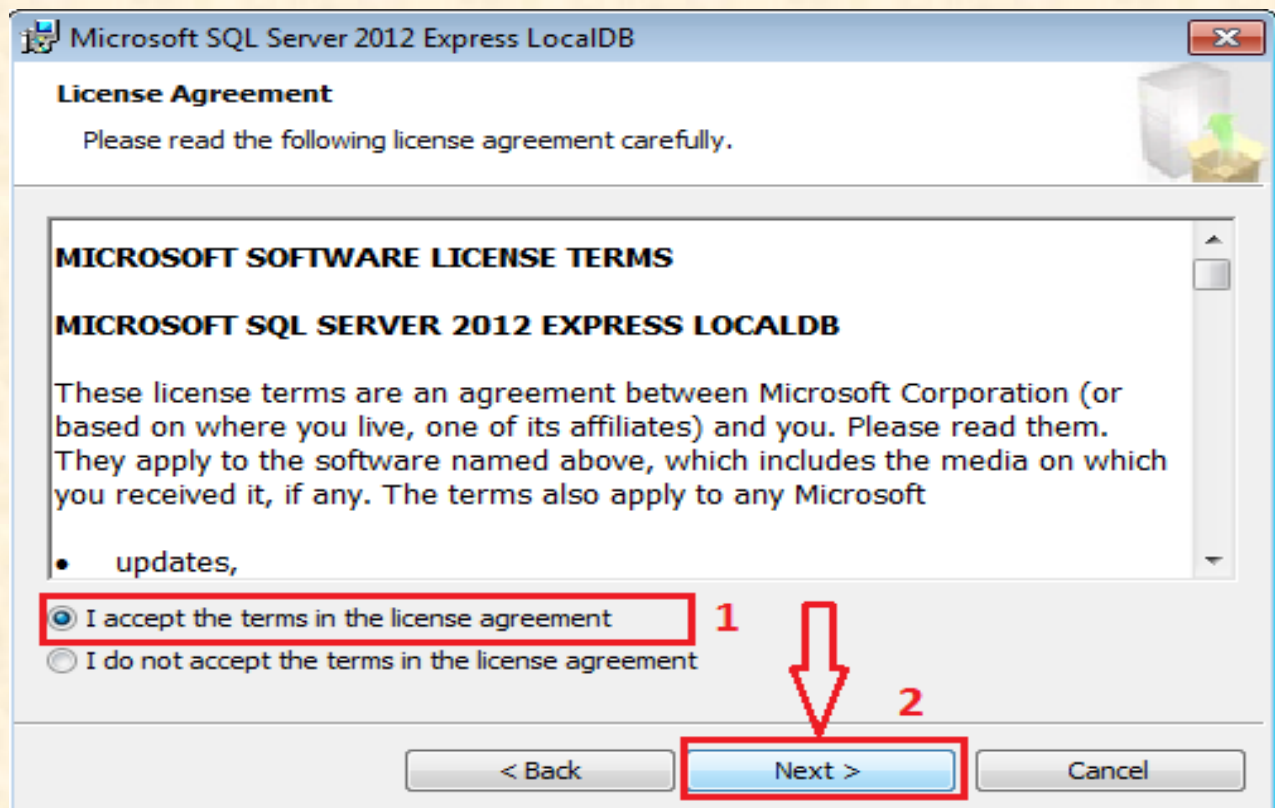 Microsoft SQL Server 2012 Express LocalDB
License Agreement
Please read the following license agreement carefully.
MICROSOFT SOFTWARE LICENSE TERMS
MICROSOFT SQL SERVER 2012 EXPRESS LOCALDB
These license terms are an agreement between Microsoft Corporation (or
based on where you live, one of its affiliates) and you. Please read them.
They apply to the software named above, which includes the media on which
you received it, if any. The terms also apply to any Microsoft
• updates,
I accept the terms in the license agreement 1
I do not accept the terms in the license agreement
2
< Back Next > Cancel